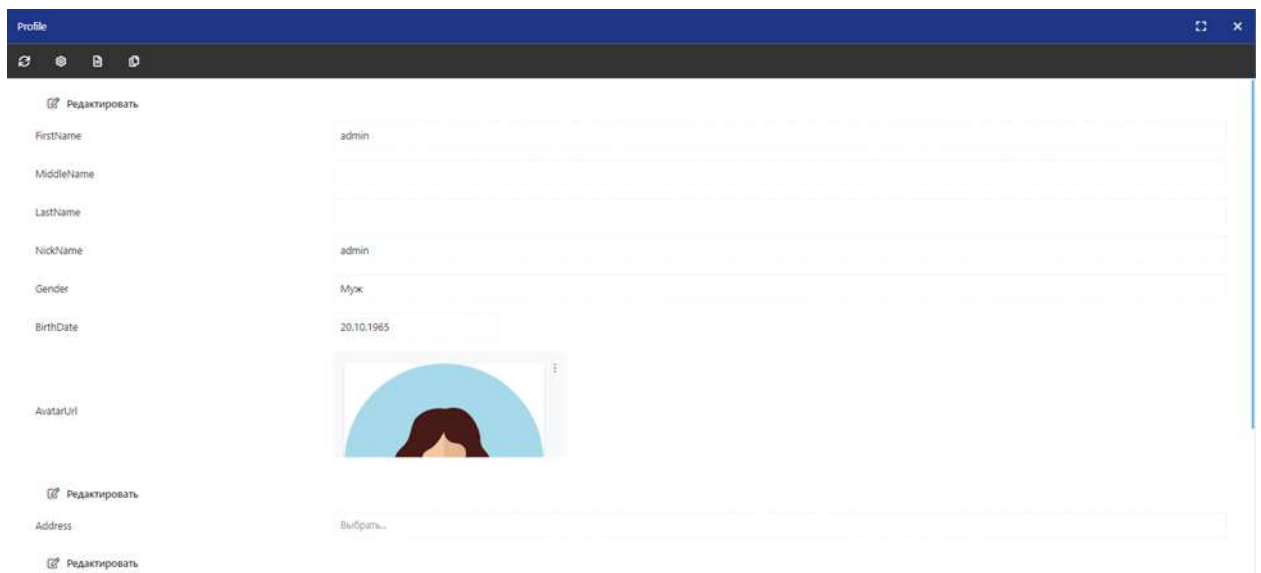 Profile
Редактировать
FirstName admin
MiddleName
LastName
NickName admin
Gender Муж
BirthDate 20.10.1965
AvatarUrl
Редактировать
Address Выбрать...
Редактировать